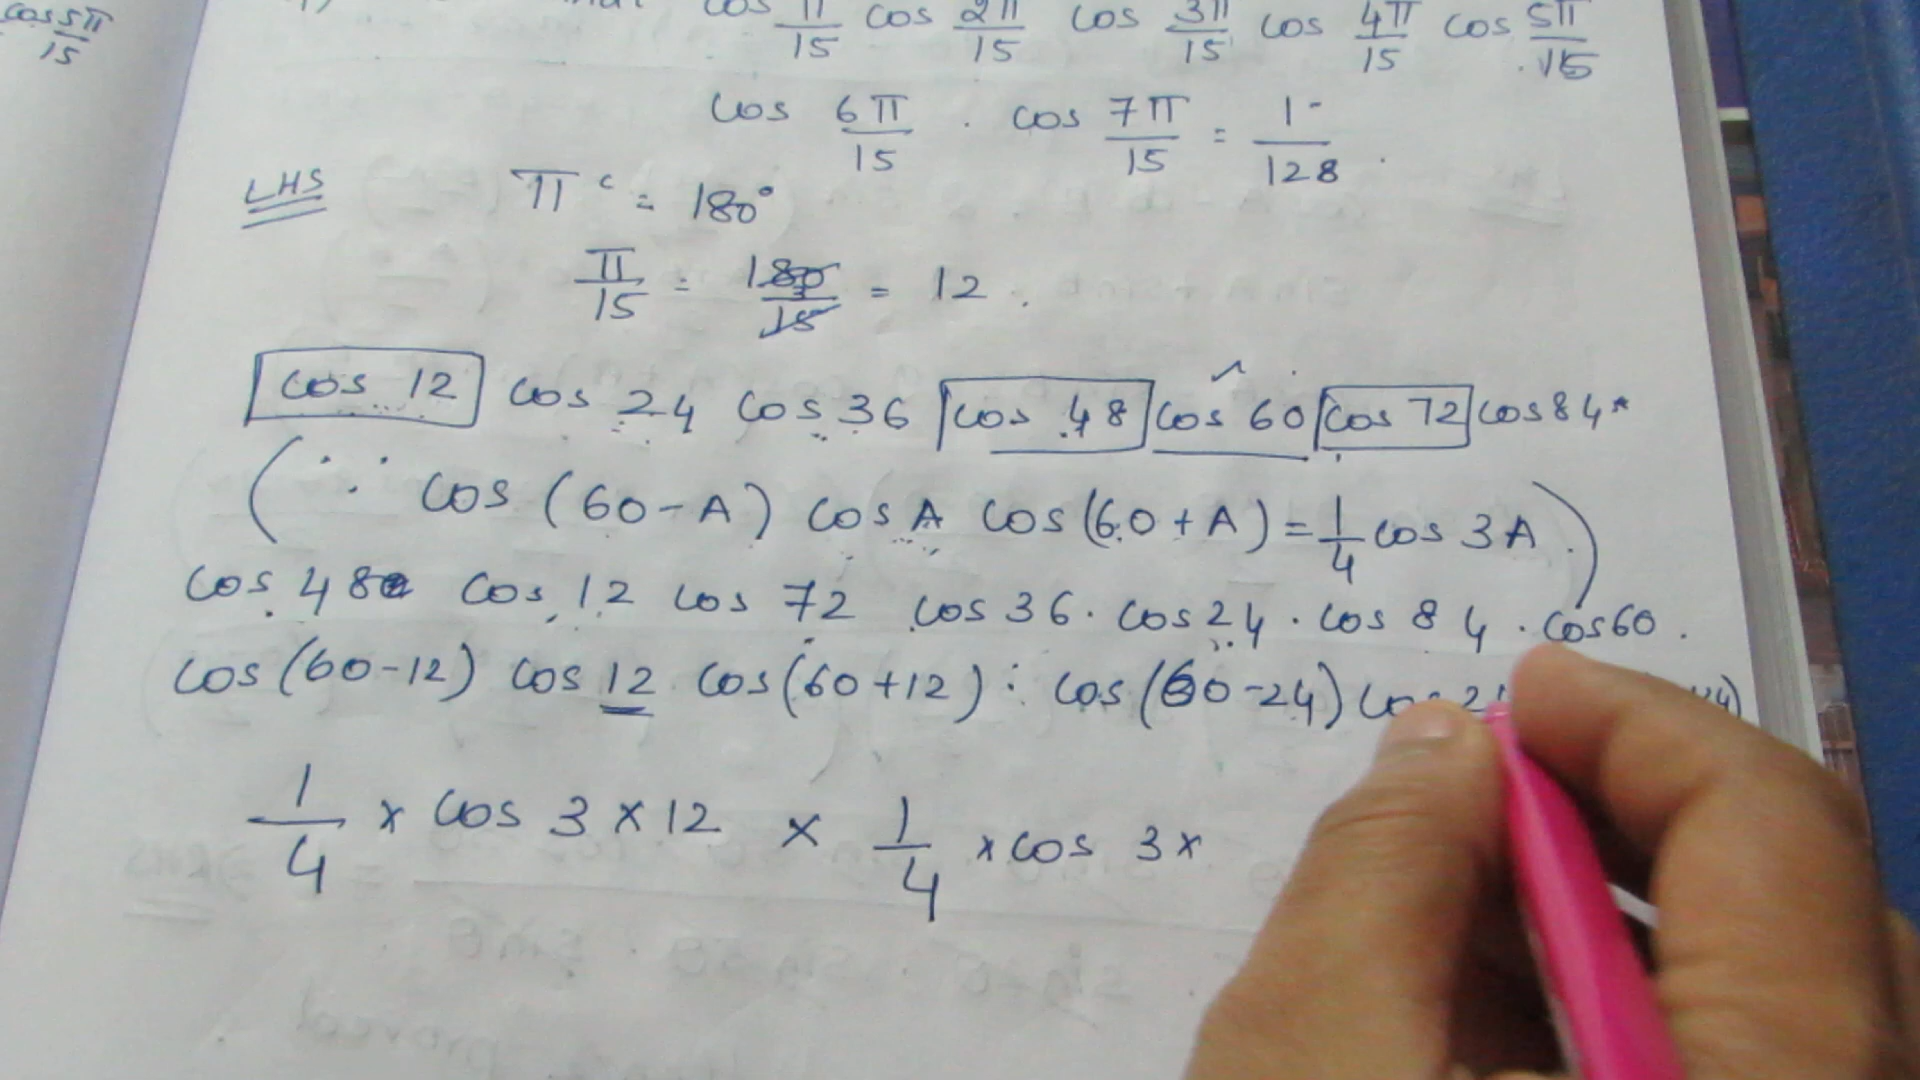 cos 5π/15
cos π/15 cos 2π/15 cos 3π/15 cos 4π/15 cos 5π/15
cos 6π/15 . cos 7π/15 = 1/128 .
LHS π^c = 180°
π/15 = 180/15 = 12 .
cos 12 cos 24 cos 36 cos 48 cos 60 cos 72 cos 84
( ∵ cos (60 - A) cos A cos (60 + A) = 1/4 cos 3A . )
cos 48 cos 12 cos 72 cos 36 . cos 24 . cos 84 . cos 60 .
cos (60 - 12) cos 12 cos (60 + 12) : cos (60 - 24) cos 24
1/4 × cos 3 × 12 × 1/4 × cos 3 ×